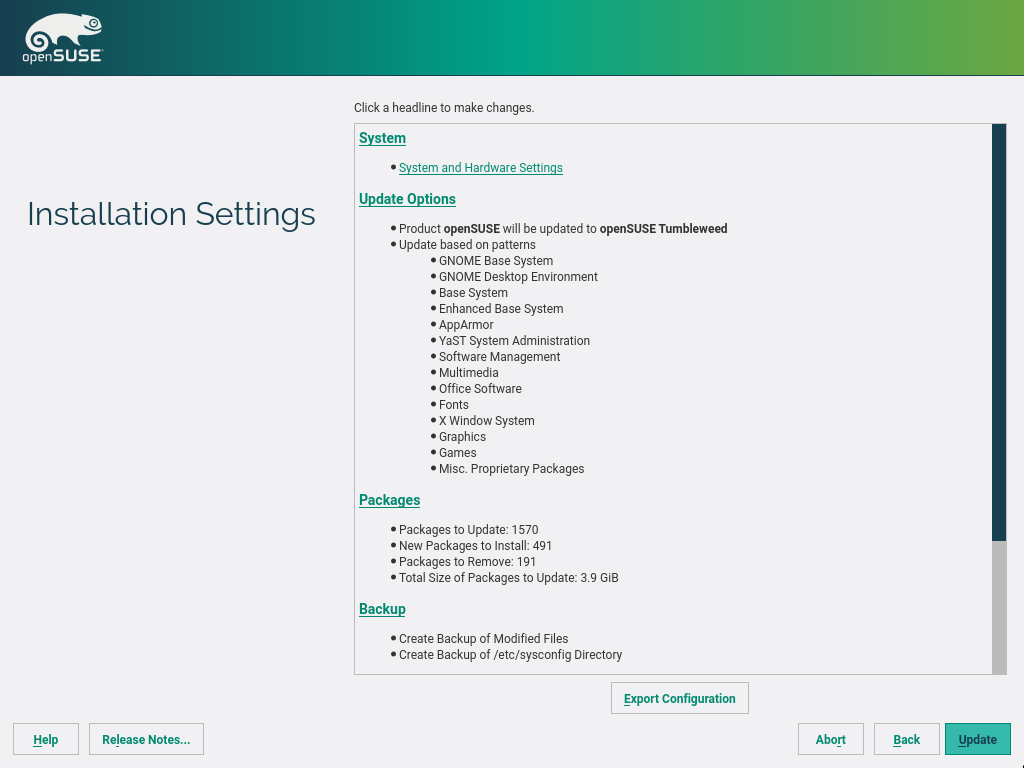 openSUSE
Click a headline to make changes.
Installation Settings
System
System and Hardware Settings
Update Options
Product openSUSE will be updated to openSUSE Tumbleweed
Update based on patterns
GNOME Base System
GNOME Desktop Environment
Base System
Enhanced Base System
AppArmor
YaST System Administration
Software Management
Multimedia
Office Software
Fonts
X Window System
Graphics
Games
Misc. Proprietary Packages
Packages
Packages to Update: 1570
New Packages to Install: 491
Packages to Remove: 191
Total Size of Packages to Update: 3.9 GiB
Backup
Create Backup of Modified Files
Create Backup of /etc/sysconfig Directory
Export Configuration
Help Release Notes... Abort Back Update